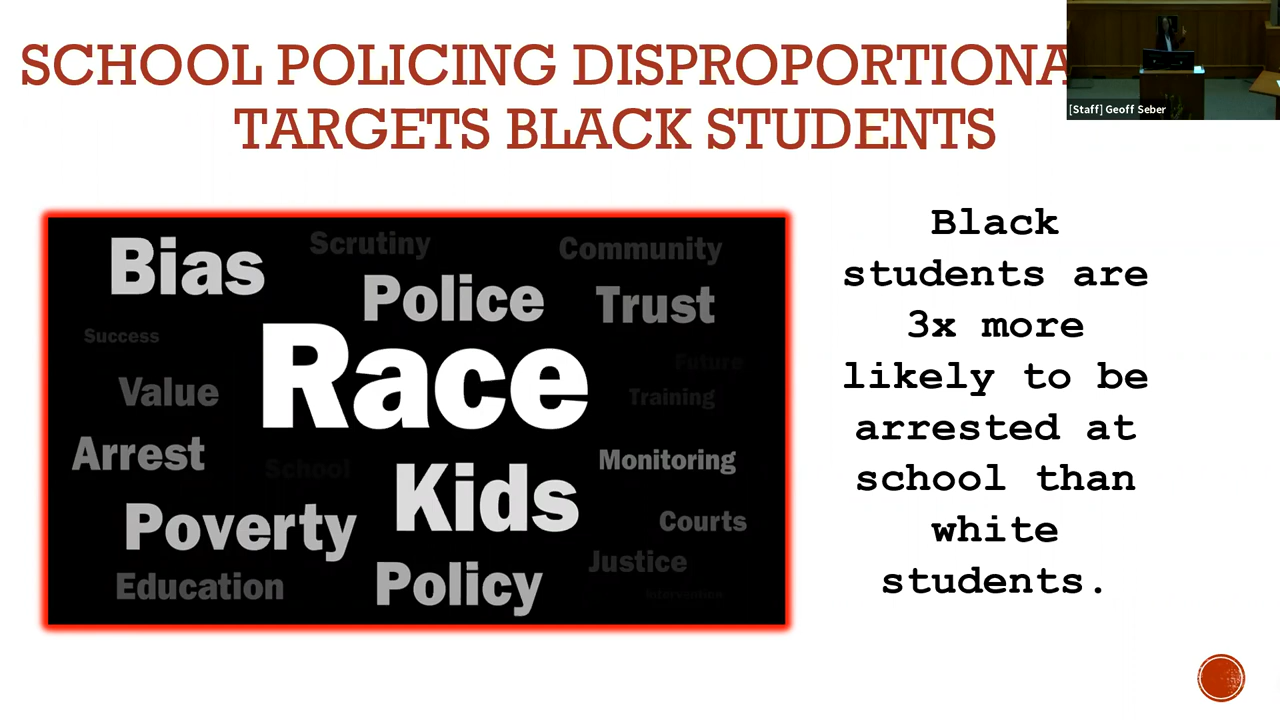 SCHOOL POLICING DISPROPORTIONA
TARGETS BLACK STUDENTS
[Staff] Geoff Seber
Bias
Scrutiny
Community
Police
Trust
Success
Race
Future
Value
Training
Arrest
School
Monitoring
Kids
Poverty
Courts
Justice
Education
Policy
Intervention
Black
students are
3x more
likely to be
arrested at
school than
white
students.